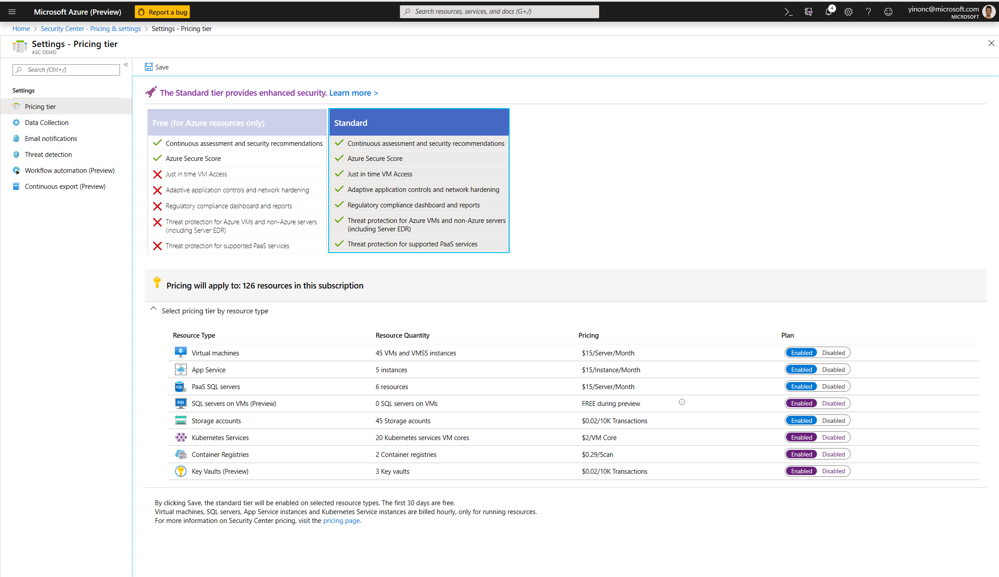 Microsoft Azure (Preview)
Report a bug
Search resources, services, and docs (G+/)
4
yinonc@microsoft.com
MICROSOFT
Home > Security Center - Pricing & settings > Settings - Pricing tier
Settings - Pricing tier
ASC DEMO
Search (Ctrl+/)
«
Settings
Pricing tier
Data Collection
Email notifications
Threat detection
Workflow automation (Preview)
Continuous export (Preview)
Save
The Standard tier provides enhanced security. Learn more >
Free (for Azure resources only)
Continuous assessment and security recommendations
Azure Secure Score
Just in time VM Access
Adaptive application controls and network hardening
Regulatory compliance dashboard and reports
Threat protection for Azure VMs and non-Azure servers
(including Server EDR)
Threat protection for supported PaaS services
Standard
Continuous assessment and security recommendations
Azure Secure Score
Just in time VM Access
Adaptive application controls and network hardening
Regulatory compliance dashboard and reports
Threat protection for Azure VMs and non-Azure servers
(including Server EDR)
Threat protection for supported PaaS services
Pricing will apply to: 126 resources in this subscription
Select pricing tier by resource type
Resource Type Resource Quantity Pricing Plan
Virtual machines 45 VMs and VMSS instances $15/Server/Month Enabled Disabled
App Service 5 instances $15/Instance/Month Enabled Disabled
SQL PaaS SQL servers 6 resources $15/Server/Month Enabled Disabled
SQL SQL servers on VMs (Preview) 0 SQL servers on VMs FREE during preview Enabled Disabled
Storage accounts 45 Storage acounts $0.02/10K Transactions Enabled Disabled
Kubernetes Services 20 Kubernetes services VM cores $2/VM Core Enabled Disabled
Container Registries 2 Container registries $0.29/Scan Enabled Disabled
Key Vaults (Preview) 3 Key vaults $0.02/10K Transactions Enabled Disabled
By clicking Save, the standard tier will be enabled on selected resource types. The first 30 days are free.
Virtual machines, SQL servers, App Service instances and Kubernetes Service instances are billed hourly, only for running resources.
For more information on Security Center pricing, visit the pricing page.